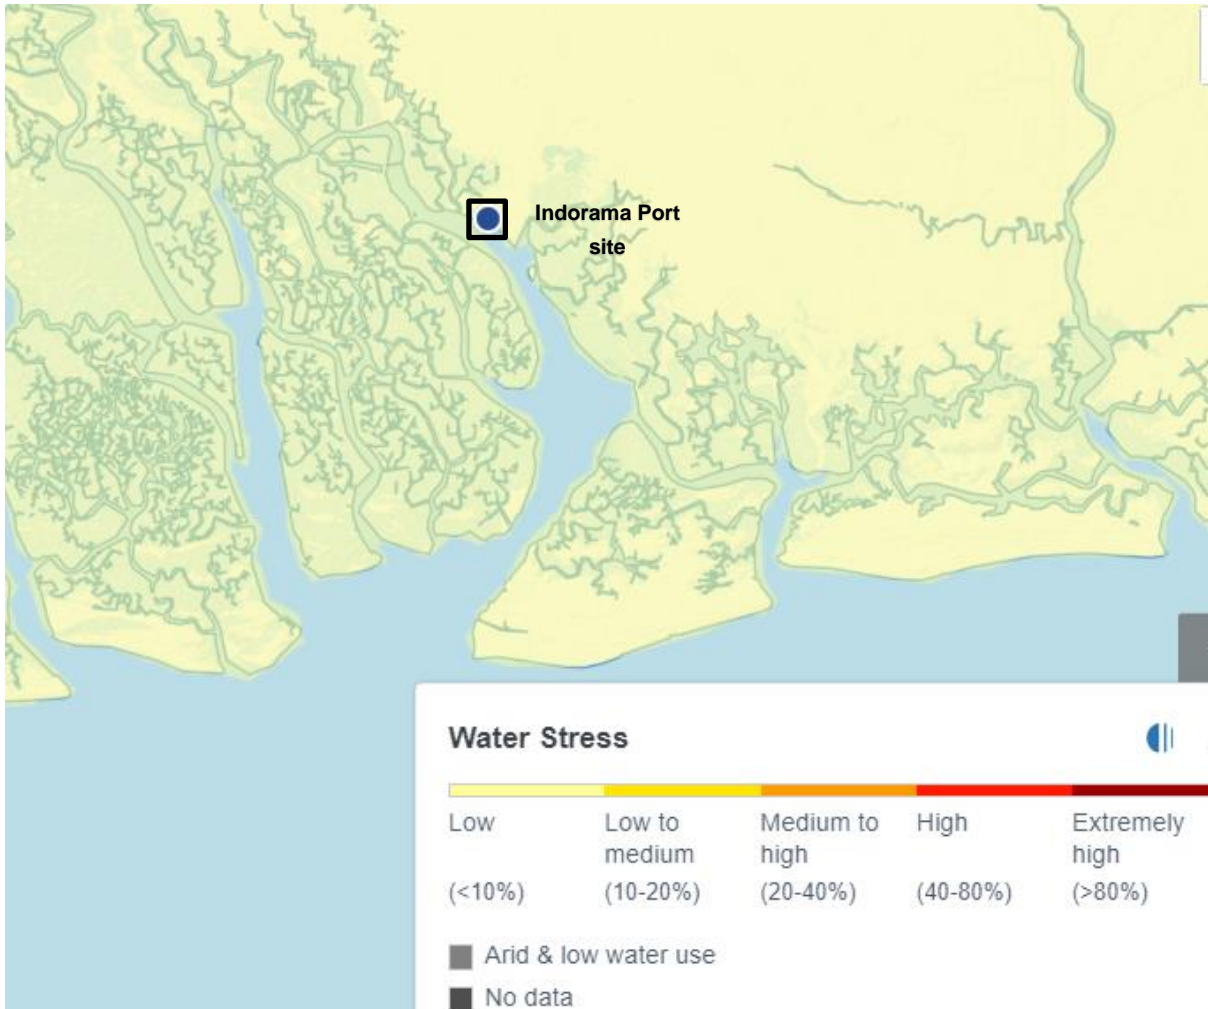 Indorama Port
site
Water Stress
Low
Low to
medium
Medium to
high
High
Extremely
high
(<10%)
(10-20%)
(20-40%)
(40-80%)
(>80%)
Arid & low water use
No data